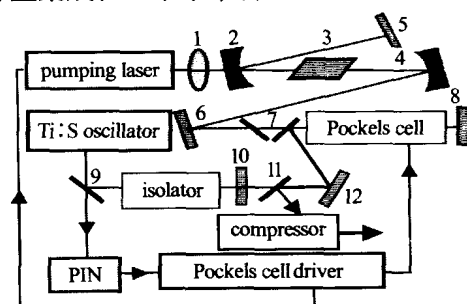 1 2 3 4 5
pumping laser
6 7 8
Ti:S oscillator
Pockels cell
9 10 11 12
isolator
compressor
PIN
Pockels cell driver